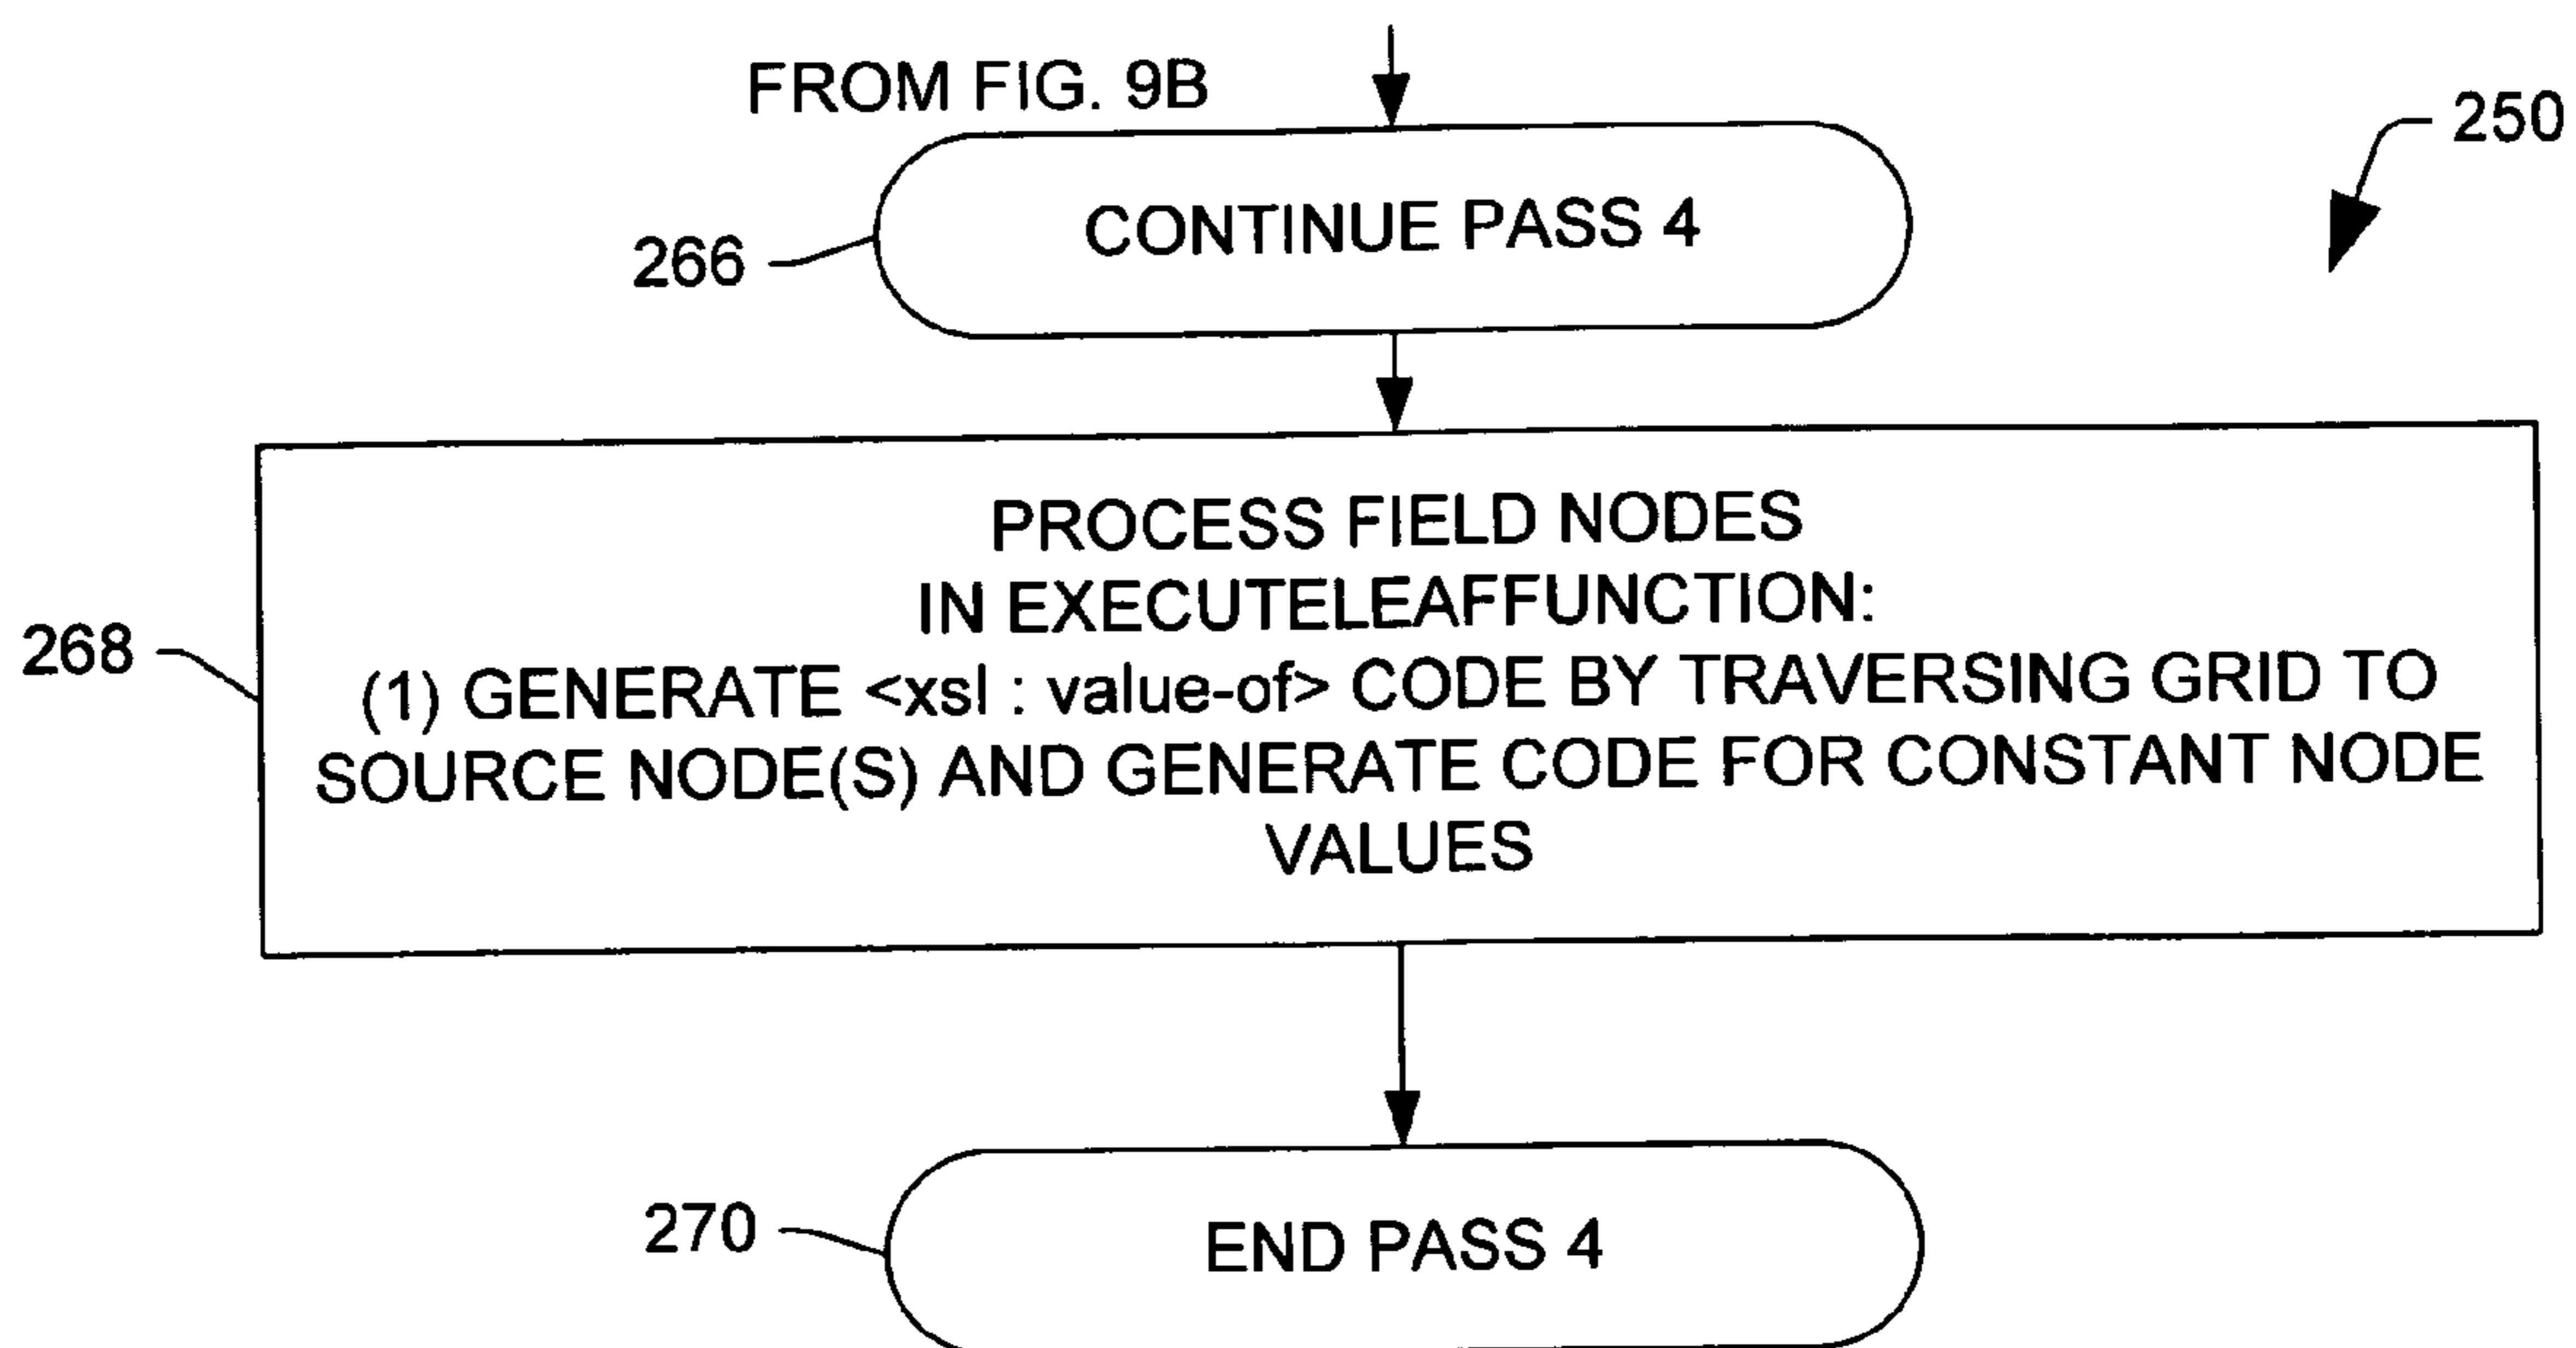 FROM FIG. 9B
250
CONTINUE PASS 4
266
PROCESS FIELD NODES
IN EXECUTELEAFFUNCTION:
268
(1) GENERATE <xsl : value-of> CODE BY TRAVERSING GRID TO
SOURCE NODE(S) AND GENERATE CODE FOR CONSTANT NODE
VALUES
270
END PASS 4